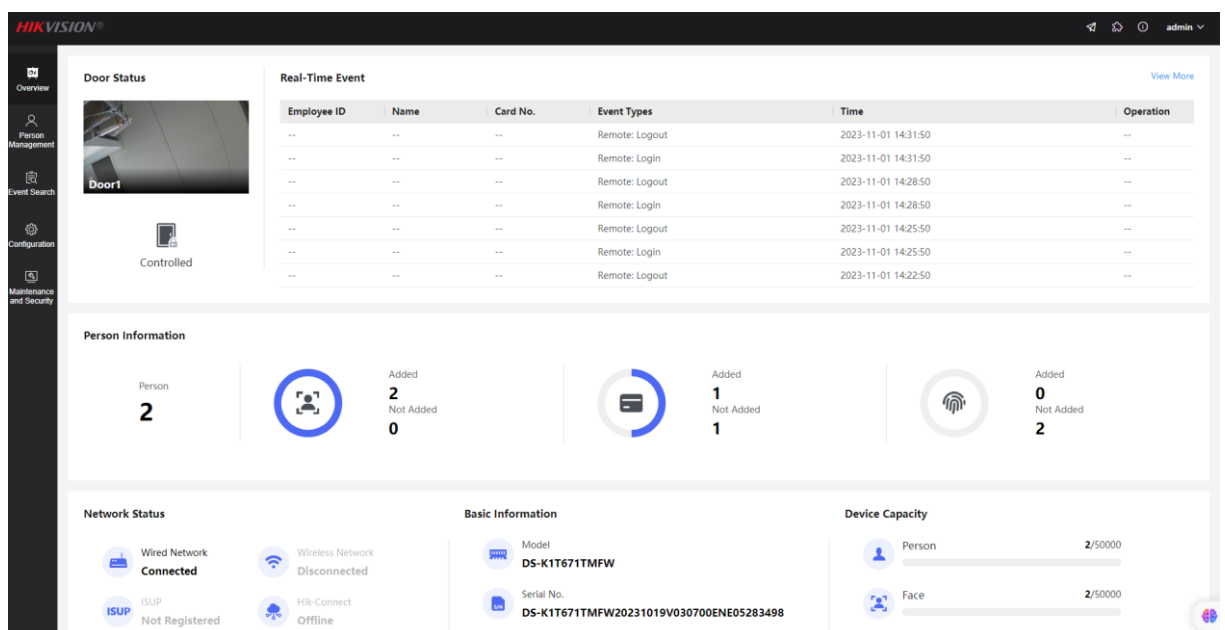 HIKVISION®
admin
Overview
Person
Management
Event Search
Configuration
Maintenance
and Security
Door Status
Door1
Controlled
Real-Time Event
View More
Employee ID Name Card No. Event Types Time Operation
-- -- -- Remote: Logout 2023-11-01 14:31:50 --
-- -- -- Remote: Login 2023-11-01 14:31:50 --
-- -- -- Remote: Logout 2023-11-01 14:28:50 --
-- -- -- Remote: Login 2023-11-01 14:28:50 --
-- -- -- Remote: Logout 2023-11-01 14:25:50 --
-- -- -- Remote: Login 2023-11-01 14:25:50 --
-- -- -- Remote: Logout 2023-11-01 14:22:50 --
Person Information
Person
2
Added
2
Not Added
0
Added
1
Not Added
1
Added
0
Not Added
2
Network Status
Wired Network
Connected
Wireless Network
Disconnected
ISUP
ISUP
Not Registered
Hik-Connect
Offline
Basic Information
Model
DS-K1T671TMFW
Serial No.
S/N
DS-K1T671TMFW20231019V030700ENE05283498
Device Capacity
Person 2/50000
Face 2/50000